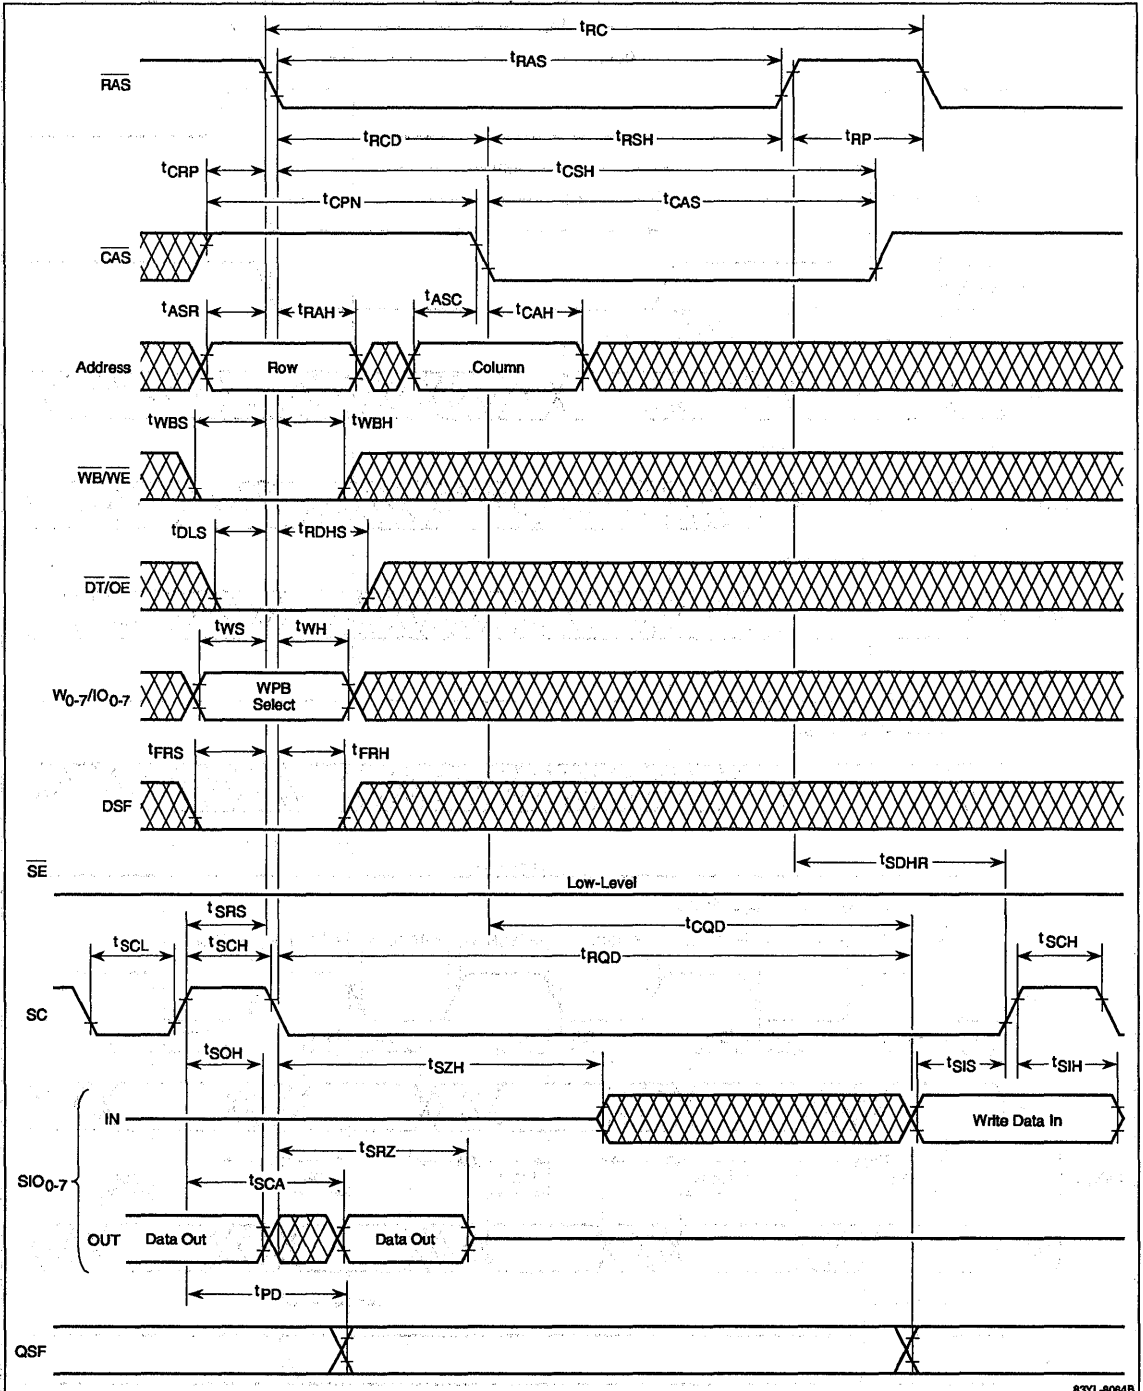 tRC
tRAS
RAS
tRCD
tRSH
tRP
tCRP
tCSH
tCPN
tCAS
CAS
tASR
tRAH
tASC
tCAH
Address
Row
Column
tWBS
tWBH
WB/WE
tDLS
tRDHS
DT/OE
tWS
tWH
W0-7/IO0-7
WPB
Select
tFRS
tFRH
DSF
tSDHR
SE
Low-Level
tSRS
tCQD
tSCL
tSCH
tRQD
tSCH
SC
tSOH
tSZH
tSIS
tSIH
IN
Write Data In
tSRZ
SIO0-7
tSCA
OUT
Data Out
Data Out
tPD
QSF
83YL-8064B